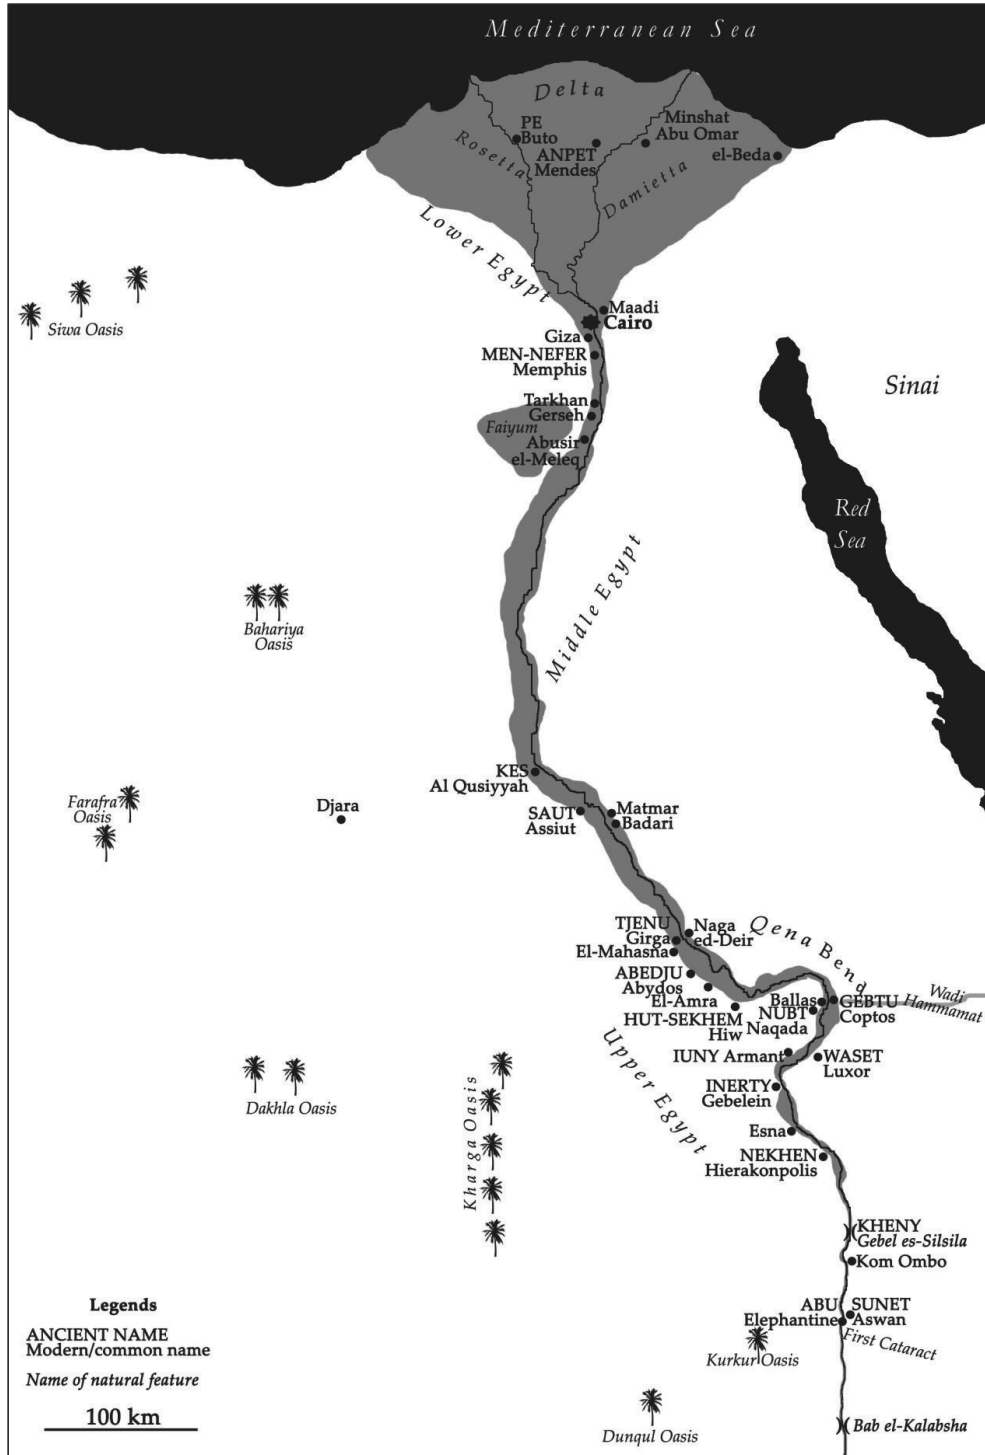 Mediterranean Sea
Delta
PE
Buto
Rosetta
ANPET
Mendes
Minshat
Abu Omar
el-Beda
Damietta
Lower Egypt
Siwa Oasis
Maadi
Cairo
Giza
MEN-NEFER
Memphis
Sinai
Tarkhan
Gerseh
Faiyum
Abusir
el-Meleq
Red
Sea
Middle Egypt
Bahariya
Oasis
KES
Al Qusiyyah
Farafra
Oasis
Djara
SAUT
Assiut
Matmar
Badari
TJENU
Girga
El-Mahasna
Naga
ed-Deir
Qena Bend
ABEDJU
Abydos
El-Amra
HUT-SEKHEM
Hiw
Ballas
NUBT
Naqada
GEBTU
Coptos
Wadi
Hammamat
Upper Egypt
IUNY Armant
WASET
Luxor
INERTY
Gebelein
Dakhla Oasis
Kharga Oasis
Esna
NEKHEN
Hierakonpolis
KHENY
Gebel es-Silsila
Kom Ombo
ABU
Elephantine
SUNET
Aswan
First Cataract
Kurkur Oasis
Dunqul Oasis
Bab el-Kalabsha
Legends
ANCIENT NAME
Modern/common name
Name of natural feature
100 km